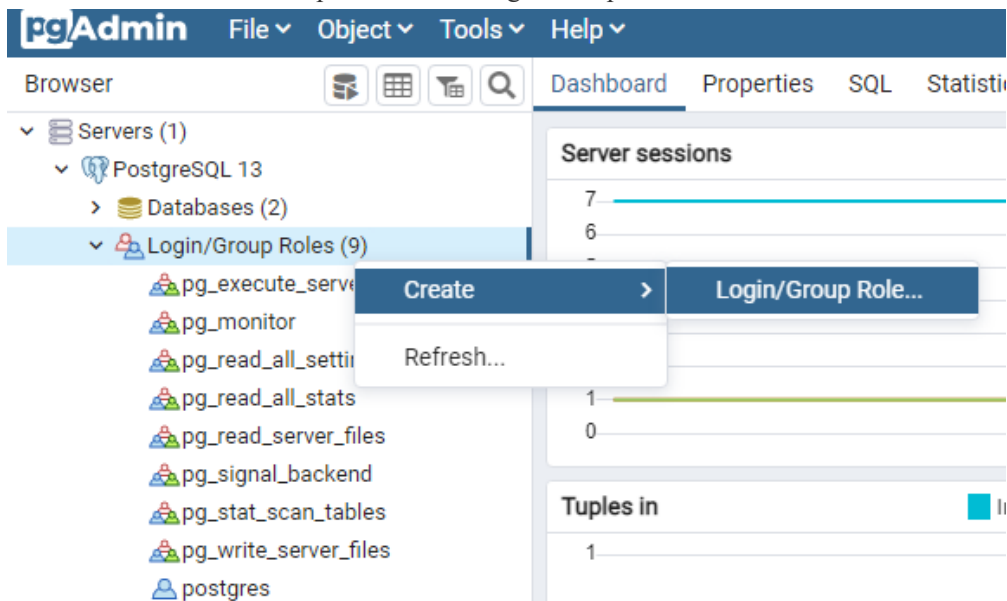 pgAdmin File Object Tools Help
Browser
Dashboard Properties SQL
Servers (1)
PostgreSQL 13
Databases (2)
Login/Group Roles (9)
pg_monitor
pg_read_all_stats
pg_read_server_files
pg_signal_backend
pg_stat_scan_tables
pg_write_server_files
postgres
Create
Login/Group Role...
Refresh...
Server sessions
7
6
1
0
Tuples in
1